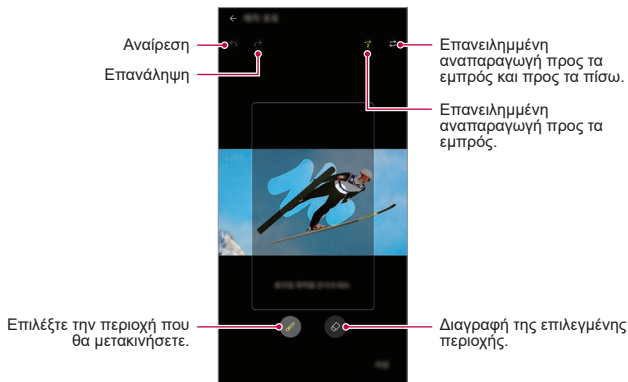 Αναίρεση
Επανάληψη
Επανειλημμένη
αναπαραγωγή προς τα
εμπρός και προς τα πίσω.
Επανειλημμένη
αναπαραγωγή προς τα
εμπρός.
Επιλέξτε την περιοχή που
θα μετακινήσετε.
Διαγραφή της επιλεγμένης
περιοχής.